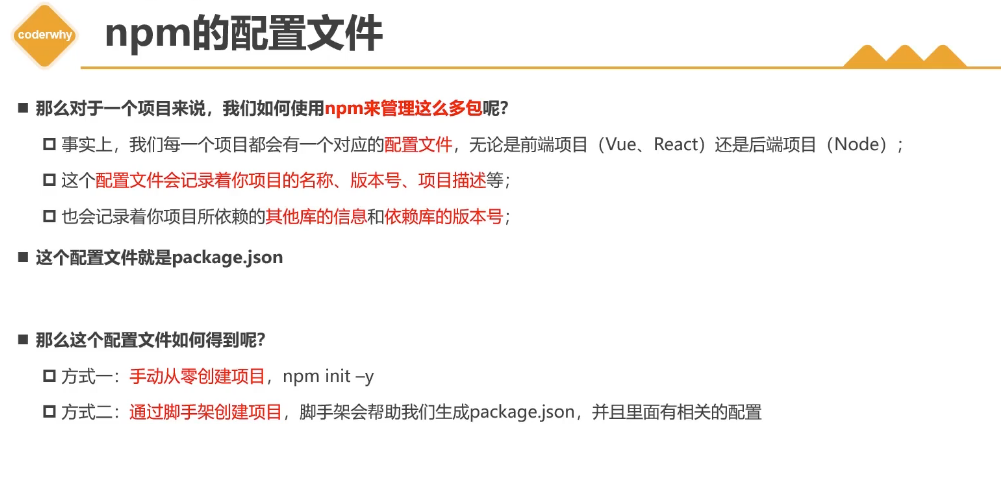 coderwhy
npm的配置文件
■ 那么对于一个项目来说，我们如何使用npm来管理这么多包呢？
事实上，我们每一个项目都会有一个对应的配置文件，无论是前端项目（Vue、React）还是后端项目（Node）；
这个配置文件会记录着你项目的名称、版本号、项目描述等；
也会记录着你项目所依赖的其他库的信息和依赖库的版本号；
■ 这个配置文件就是package.json
■ 那么这个配置文件如何得到呢？
方式一：手动从零创建项目，npm init –y
方式二：通过脚手架创建项目，脚手架会帮助我们生成package.json，并且里面有相关的配置